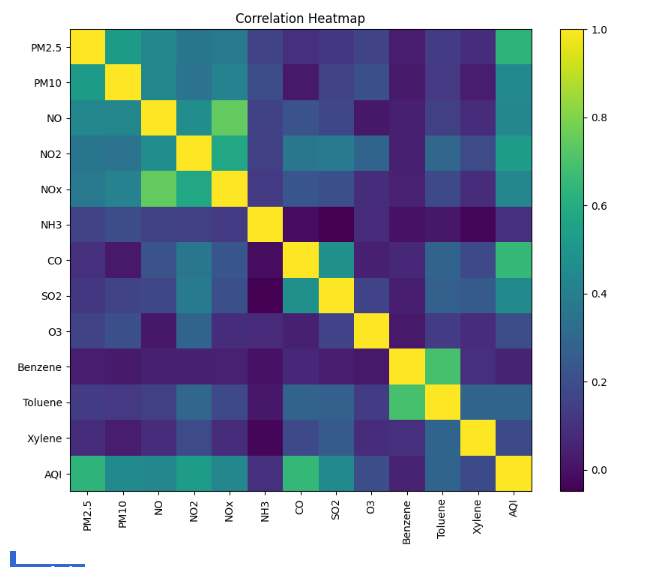 Correlation Heatmap
PM2.5
PM10
NO
NO2
NOx
NH3
CO
SO2
O3
Benzene
Toluene
Xylene
AQI
PM2.5
PM10
NO
NO2
NOx
NH3
CO
SO2
O3
Benzene
Toluene
Xylene
AQI
1.0
0.8
0.6
0.4
0.2
0.0